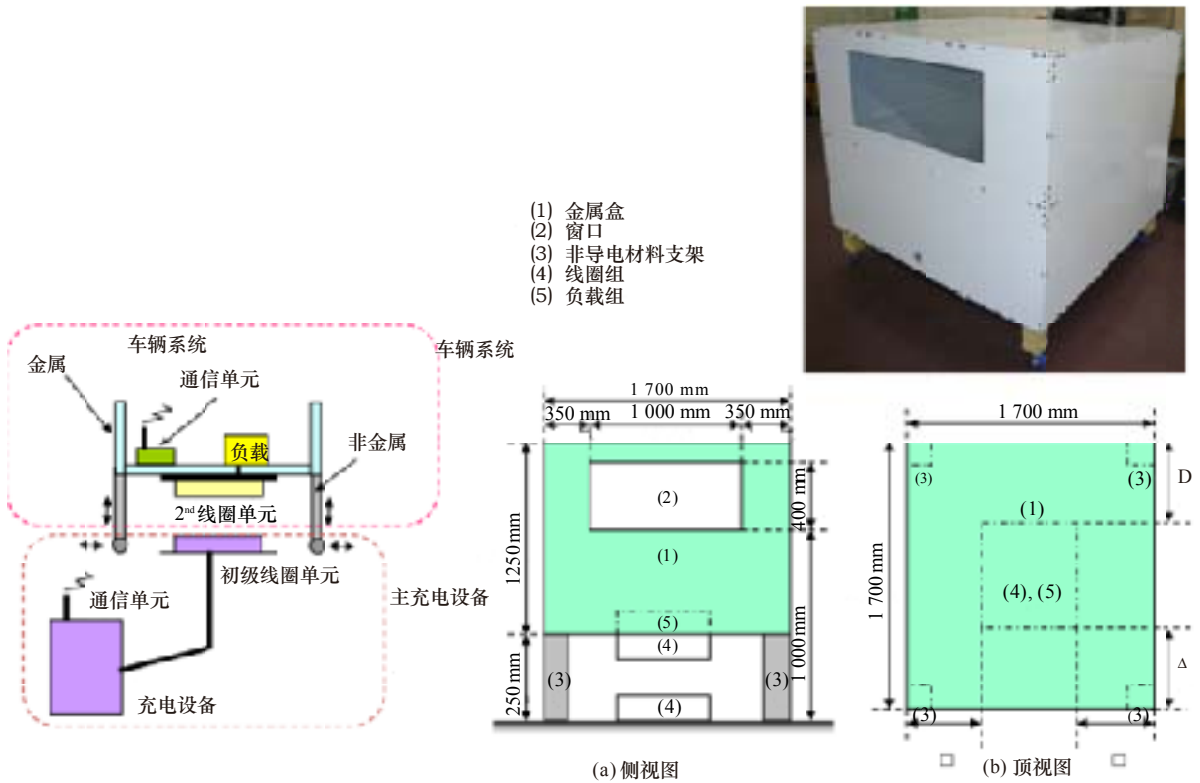 (1) 金属盒
(2) 窗口
(3) 非导电材料支架
(4) 线圈组
(5) 负载组
车辆系统
车辆系统
金属
通信单元
负载
非金属
2nd 线圈单元
初级线圈单元
通信单元
主充电设备
充电设备
1 700 mm
350 mm
1 000 mm
350 mm
(2)
400 mm
(1)
1250 mm
(5)
(4)
1 000 mm
250 mm
(3)
(3)
(4)
(a) 侧视图
1 700 mm
(3)
(3)
D
(1)
1 700 mm
(4), (5)
Δ
(3)
(3)
(b) 顶视图